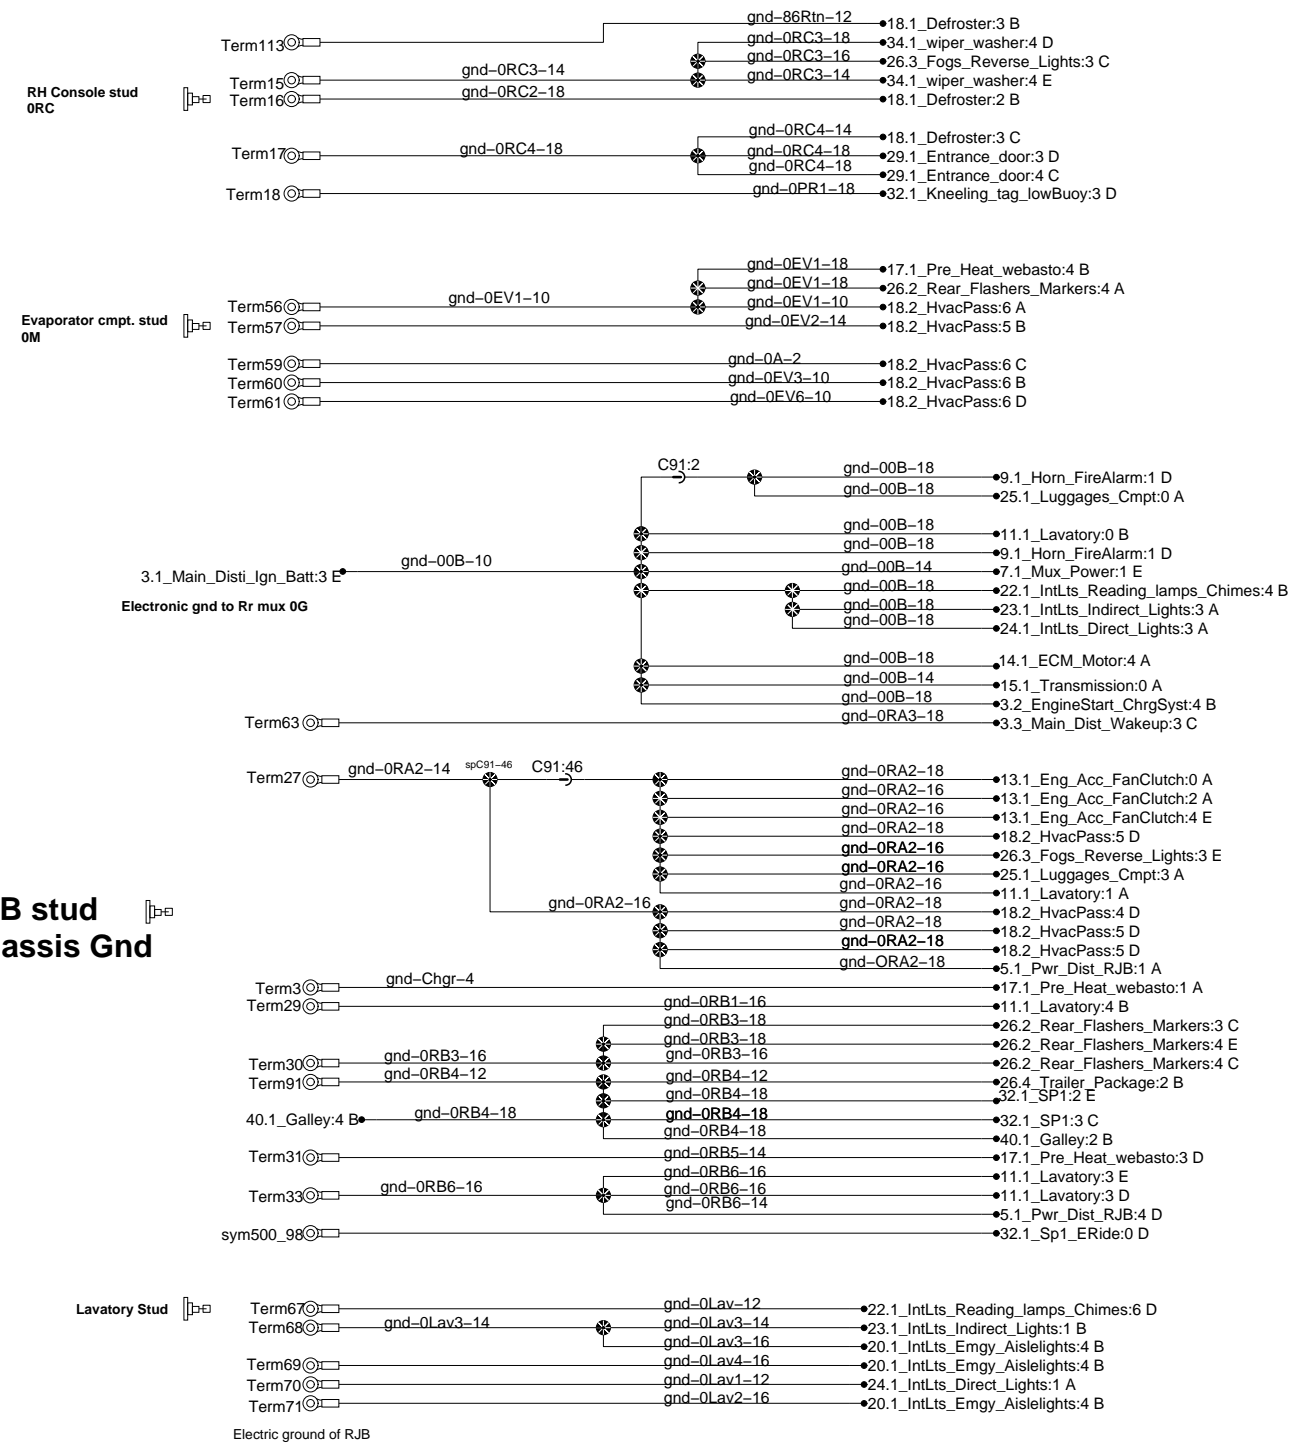 gnd–86Rtn–12
18.1_Defroster:3 B
Term113
gnd–0RC3–18
34.1_wiper_washer:4 D
gnd–0RC3–16
26.3_Fogs_Reverse_Lights:3 C
Term15
gnd–0RC3–14
gnd–0RC3–14
34.1_wiper_washer:4 E
RH Console stud
0RC
Term16
gnd–0RC2–18
18.1_Defroster:2 B
gnd–0RC4–14
18.1_Defroster:3 C
Term17
gnd–0RC4–18
gnd–0RC4–18
29.1_Entrance_door:3 D
gnd–0RC4–18
29.1_Entrance_door:4 C
Term18
gnd–0PR1–18
32.1_Kneeling_tag_lowBuoy:3 D
gnd–0EV1–18
17.1_Pre_Heat_webasto:4 B
gnd–0EV1–18
26.2_Rear_Flashers_Markers:4 A
Term56
gnd–0EV1–10
gnd–0EV1–10
18.2_HvacPass:6 A
Evaporator cmpt. stud
0M
Term57
gnd–0EV2–14
18.2_HvacPass:5 B
Term59
gnd–0A–2
18.2_HvacPass:6 C
Term60
gnd–0EV3–10
18.2_HvacPass:6 B
Term61
gnd–0EV6–10
18.2_HvacPass:6 D
C91:2
gnd–00B–18
9.1_Horn_FireAlarm:1 D
gnd–00B–18
25.1_Luggages_Cmpt:0 A
gnd–00B–18
11.1_Lavatory:0 B
gnd–00B–18
9.1_Horn_FireAlarm:1 D
3.1_Main_Disti_Ign_Batt:3 E
gnd–00B–10
gnd–00B–14
7.1_Mux_Power:1 E
gnd–00B–18
22.1_IntLts_Reading_lamps_Chimes:4 B
Electronic gnd to Rr mux 0G
gnd–00B–18
23.1_IntLts_Indirect_Lights:3 A
gnd–00B–18
24.1_IntLts_Direct_Lights:3 A
gnd–00B–18
14.1_ECM_Motor:4 A
gnd–00B–14
15.1_Transmission:0 A
gnd–00B–18
3.2_EngineStart_ChrgSyst:4 B
Term63
gnd–0RA3–18
3.3_Main_Dist_Wakeup:3 C
Term27
gnd–0RA2–14
spC91–46
C91:46
gnd–0RA2–18
13.1_Eng_Acc_FanClutch:0 A
gnd–0RA2–16
13.1_Eng_Acc_FanClutch:2 A
gnd–0RA2–16
13.1_Eng_Acc_FanClutch:4 E
gnd–0RA2–18
18.2_HvacPass:5 D
gnd–0RA2–16
26.3_Fogs_Reverse_Lights:3 E
gnd–0RA2–16
25.1_Luggages_Cmpt:3 A
gnd–0RA2–16
11.1_Lavatory:1 A
B stud
assis Gnd
gnd–0RA2–16
gnd–0RA2–18
18.2_HvacPass:4 D
gnd–0RA2–18
18.2_HvacPass:5 D
gnd–0RA2–18
18.2_HvacPass:5 D
gnd–ORA2–18
5.1_Pwr_Dist_RJB:1 A
Term3
gnd–Chgr–4
17.1_Pre_Heat_webasto:1 A
Term29
gnd–0RB1–16
11.1_Lavatory:4 B
gnd–0RB3–18
26.2_Rear_Flashers_Markers:3 C
gnd–0RB3–18
26.2_Rear_Flashers_Markers:4 E
Term30
gnd–0RB3–16
gnd–0RB3–16
26.2_Rear_Flashers_Markers:4 C
Term91
gnd–0RB4–12
gnd–0RB4–12
26.4_Trailer_Package:2 B
gnd–0RB4–18
32.1_SP1:2 E
40.1_Galley:4 B
gnd–0RB4–18
gnd–0RB4–18
32.1_SP1:3 C
gnd–0RB4–18
40.1_Galley:2 B
Term31
gnd–0RB5–14
17.1_Pre_Heat_webasto:3 D
gnd–0RB6–16
11.1_Lavatory:3 E
Term33
gnd–0RB6–16
gnd–0RB6–16
11.1_Lavatory:3 D
gnd–0RB6–14
5.1_Pwr_Dist_RJB:4 D
sym500_98
32.1_Sp1_ERide:0 D
Lavatory Stud
Term67
gnd–0Lav–12
22.1_IntLts_Reading_lamps_Chimes:6 D
Term68
gnd–0Lav3–14
gnd–0Lav3–14
23.1_IntLts_Indirect_Lights:1 B
gnd–0Lav3–16
20.1_IntLts_Emgy_Aislelights:4 B
Term69
gnd–0Lav4–16
20.1_IntLts_Emgy_Aislelights:4 B
Term70
gnd–0Lav1–12
24.1_IntLts_Direct_Lights:1 A
Term71
gnd–0Lav2–16
20.1_IntLts_Emgy_Aislelights:4 B
Electric ground of RJB